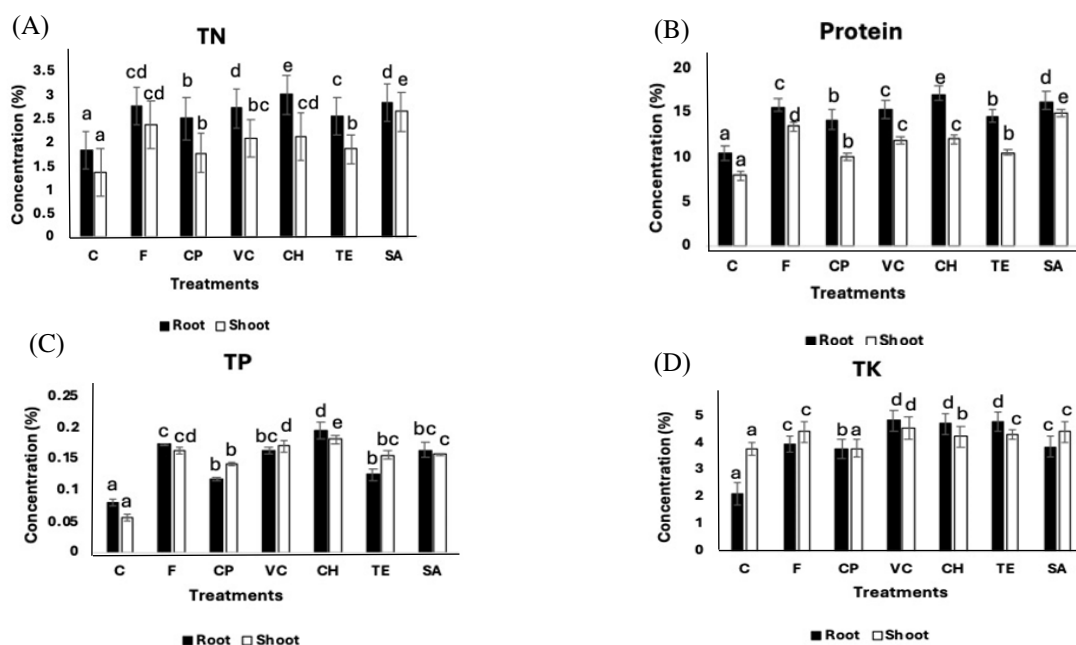 (A)
TN
Concentration (%)
3.5
3
2.5
2
1.5
1
0.5
0
a a cd cd b b d bc e cd c b d e
C F CP VC CH TE SA
Treatments
Root Shoot
(B)
Protein
Concentration (%)
20
15
10
5
0
a a c d b b c c e c b b d e
C F CP VC CH TE SA
Treatments
Root Shoot
(C)
TP
Concentration (%)
0.25
0.2
0.15
0.1
0.05
0
a a c cd b b bc d d e b bc bc c
C F CP VC CH TE SA
Treatments
Root Shoot
(D)
TK
Concentration (%)
5
4
3
2
1
0
a a c c b a d d d b d c c c
C F CP VC CH TE SA
Treatments
Root Shoot